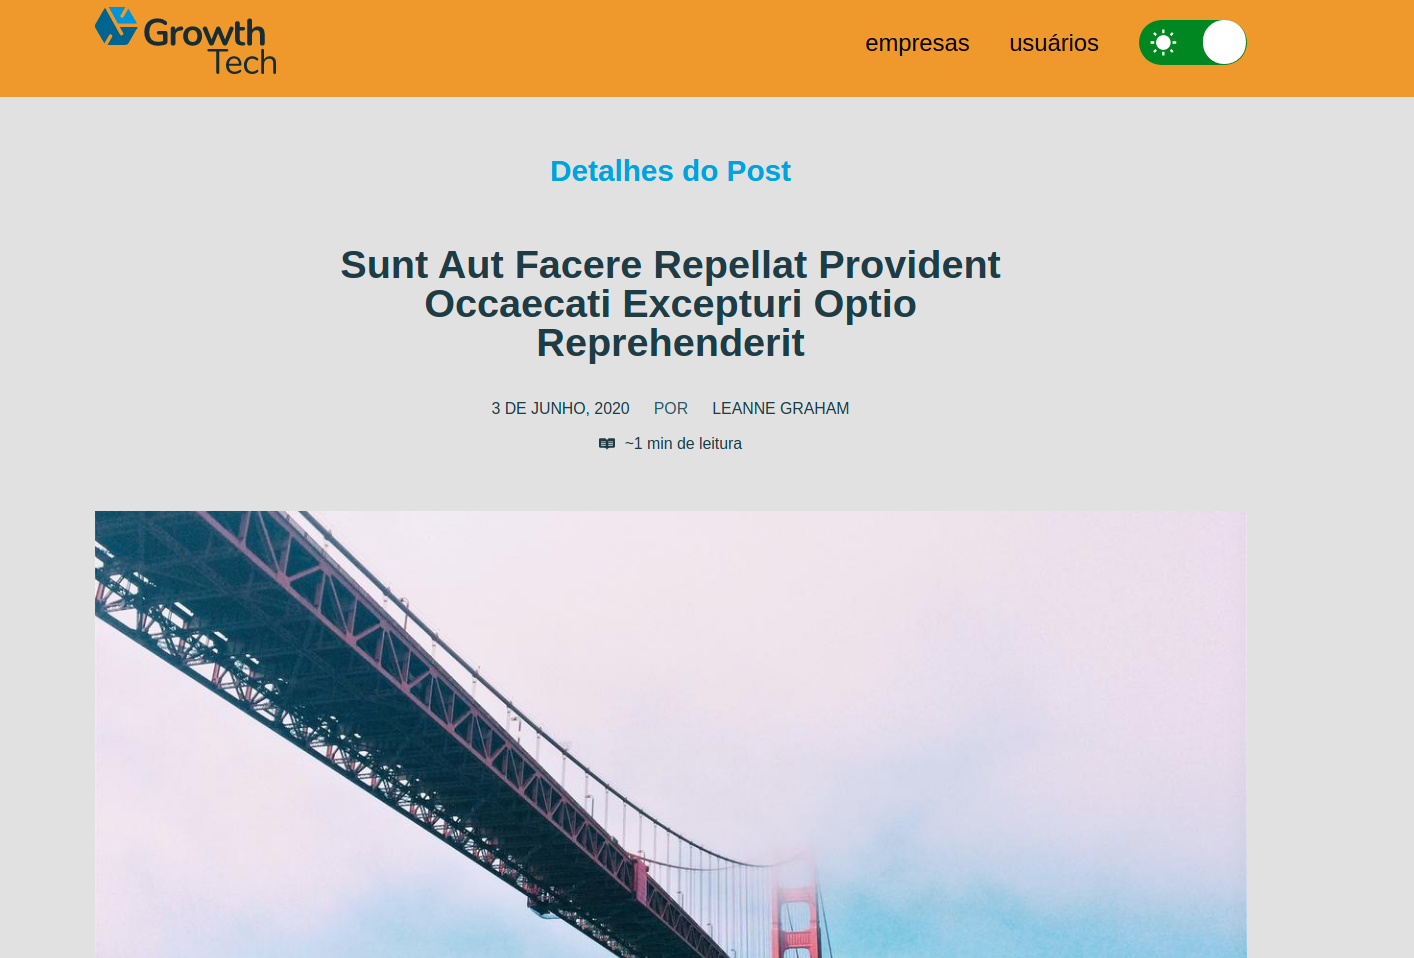 Growth
Tech
empresas
usuários
Detalhes do Post
Sunt Aut Facere Repellat Provident
Occaecati Excepturi Optio
Reprehenderit
3 DE JUNHO, 2020 POR LEANNE GRAHAM
~1 min de leitura